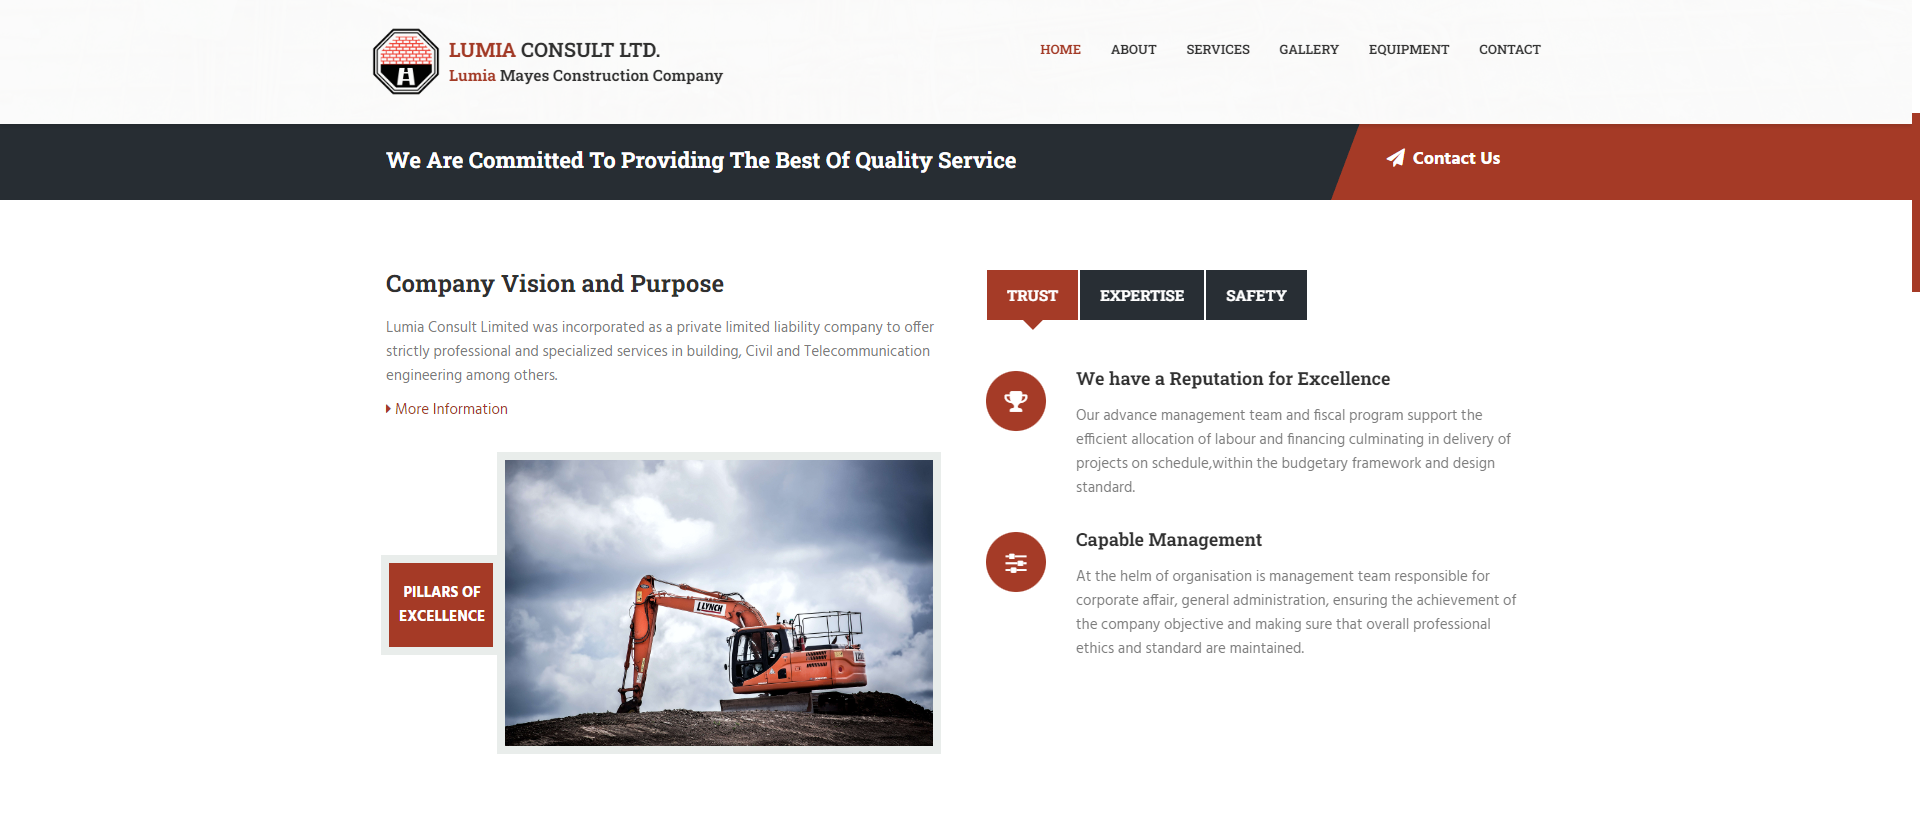 LUMIA CONSULT LTD.
Lumia Mayes Construction Company
HOME ABOUT SERVICES GALLERY EQUIPMENT CONTACT
We Are Committed To Providing The Best Of Quality Service
Contact Us
Company Vision and Purpose
Lumia Consult Limited was incorporated as a private limited liability company to offer
strictly professional and specialized services in building, Civil and Telecommunication
engineering among others.
More Information
PILLARS OF
EXCELLENCE
LYNCH
TRUST EXPERTISE SAFETY
We have a Reputation for Excellence
Our advance management team and fiscal program support the
efficient allocation of labour and financing culminating in delivery of
projects on schedule,within the budgetary framework and design
standard.
Capable Management
At the helm of organisation is management team responsible for
corporate affair, general administration, ensuring the achievement of
the company objective and making sure that overall professional
ethics and standard are maintained.